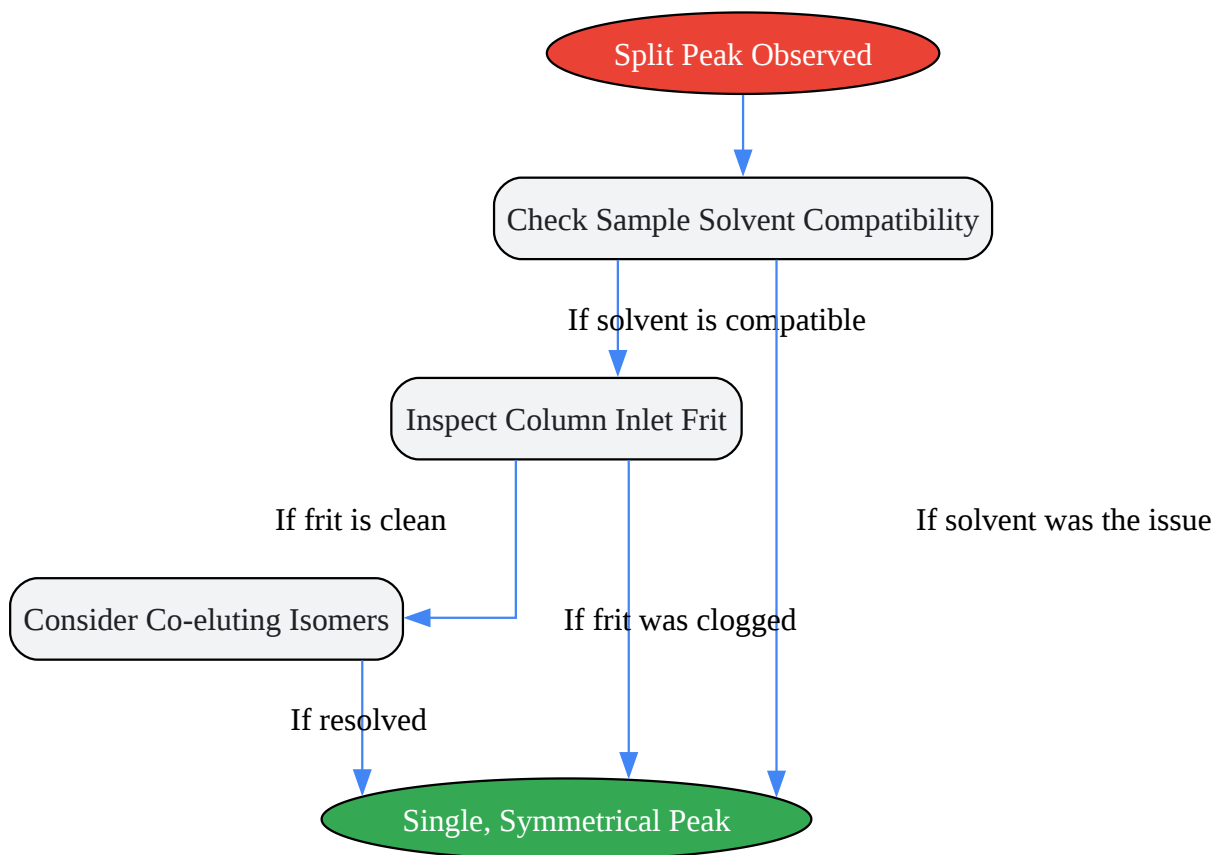 Split Peak Observed
Check Sample Solvent Compatibility
If solvent is compatible
Inspect Column Inlet Frit
If frit is clean
If solvent was the issue
Consider Co-eluting Isomers
If frit was clogged
If resolved
Single, Symmetrical Peak